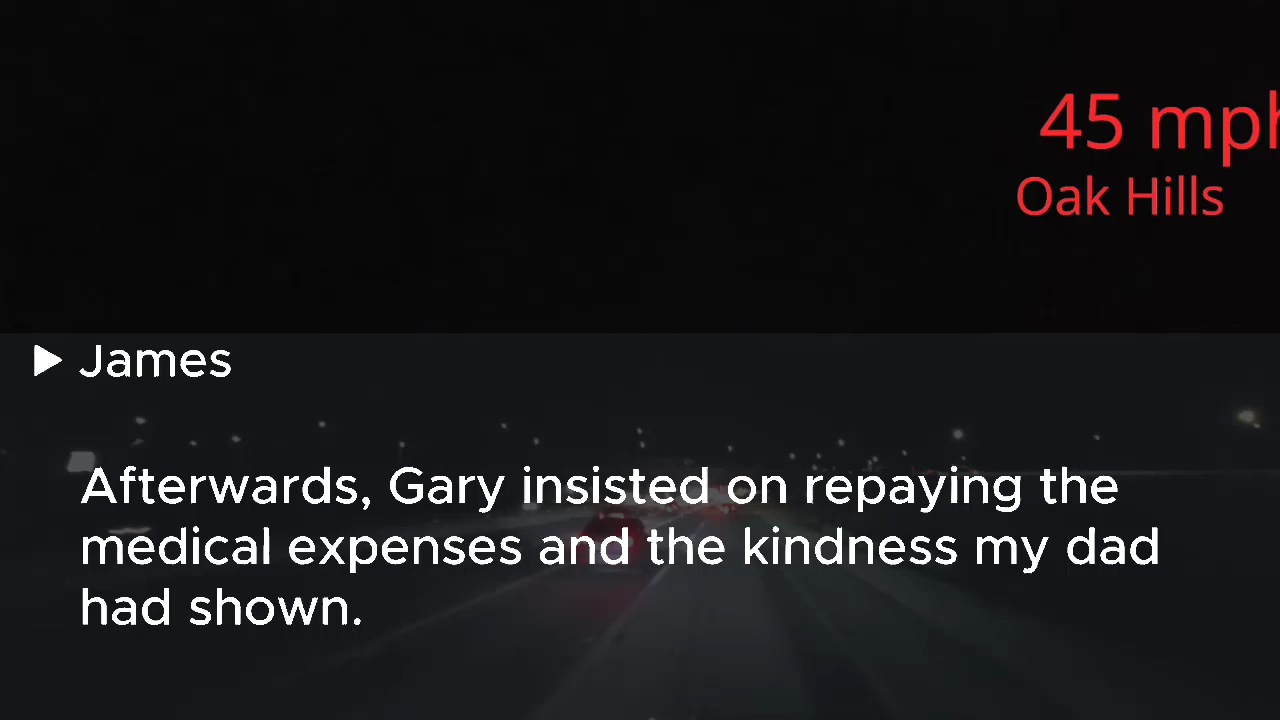 45 mph
Oak Hills
James
Afterwards, Gary insisted on repaying the
medical expenses and the kindness my dad
had shown.